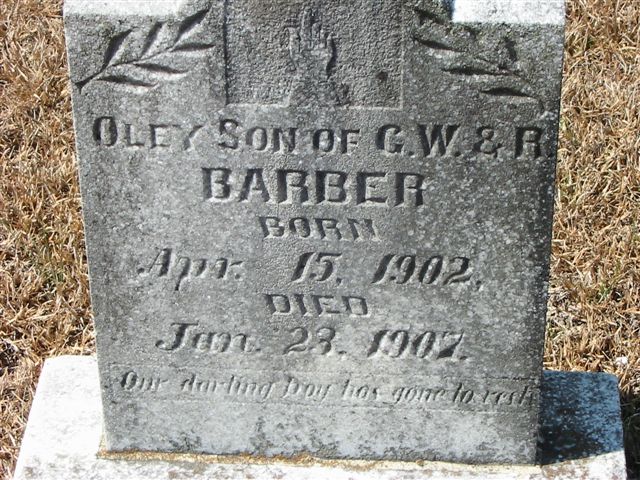 OLEY SON OF G.W. & R.
BARBER
BORN
Apr. 15, 1902,
DIED
Jan. 23. 1907.
Our darling boy has gone to rest